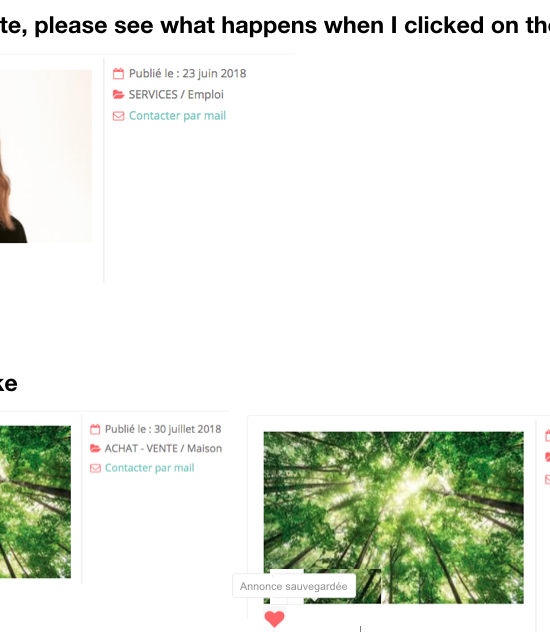 te, please see what happens when I clicked on the
Publié le : 23 juin 2018
SERVICES / Emploi
Contacter par mail
ke
Publié le : 30 juillet 2018
ACHAT - VENTE / Maison
Contacter par mail
Annonce sauvegardée